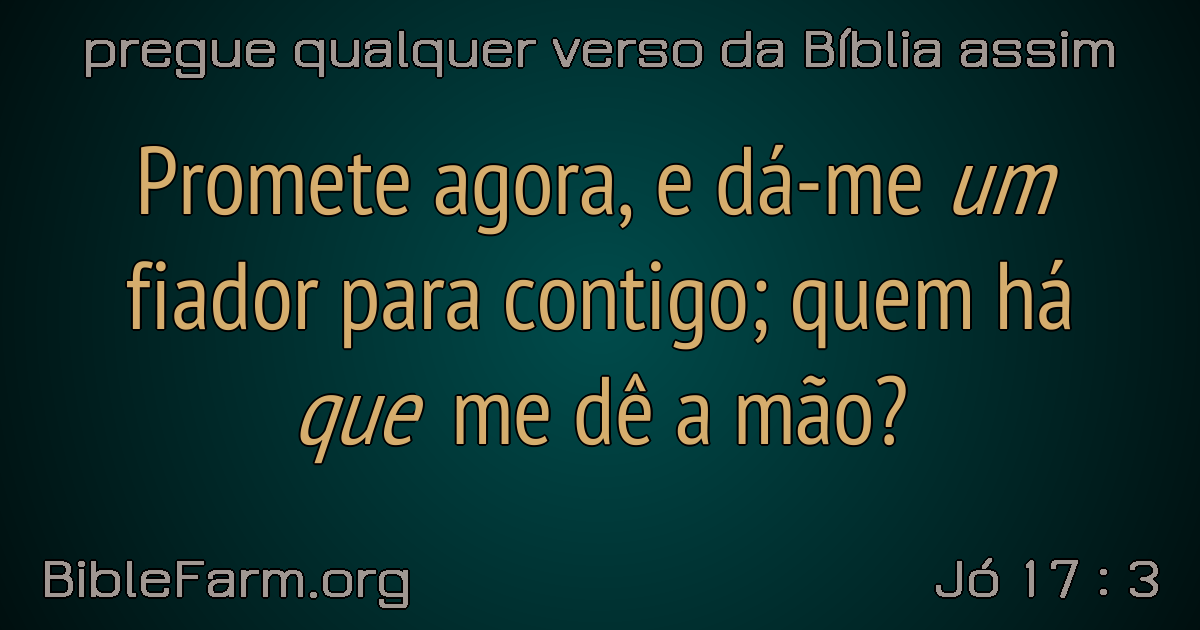 pregue qualquer verso da Bíblia assim
Promete agora, e dá-me um
fiador para contigo; quem há
que me dê a mão?
BibleFarm.org
Jó 17 : 3